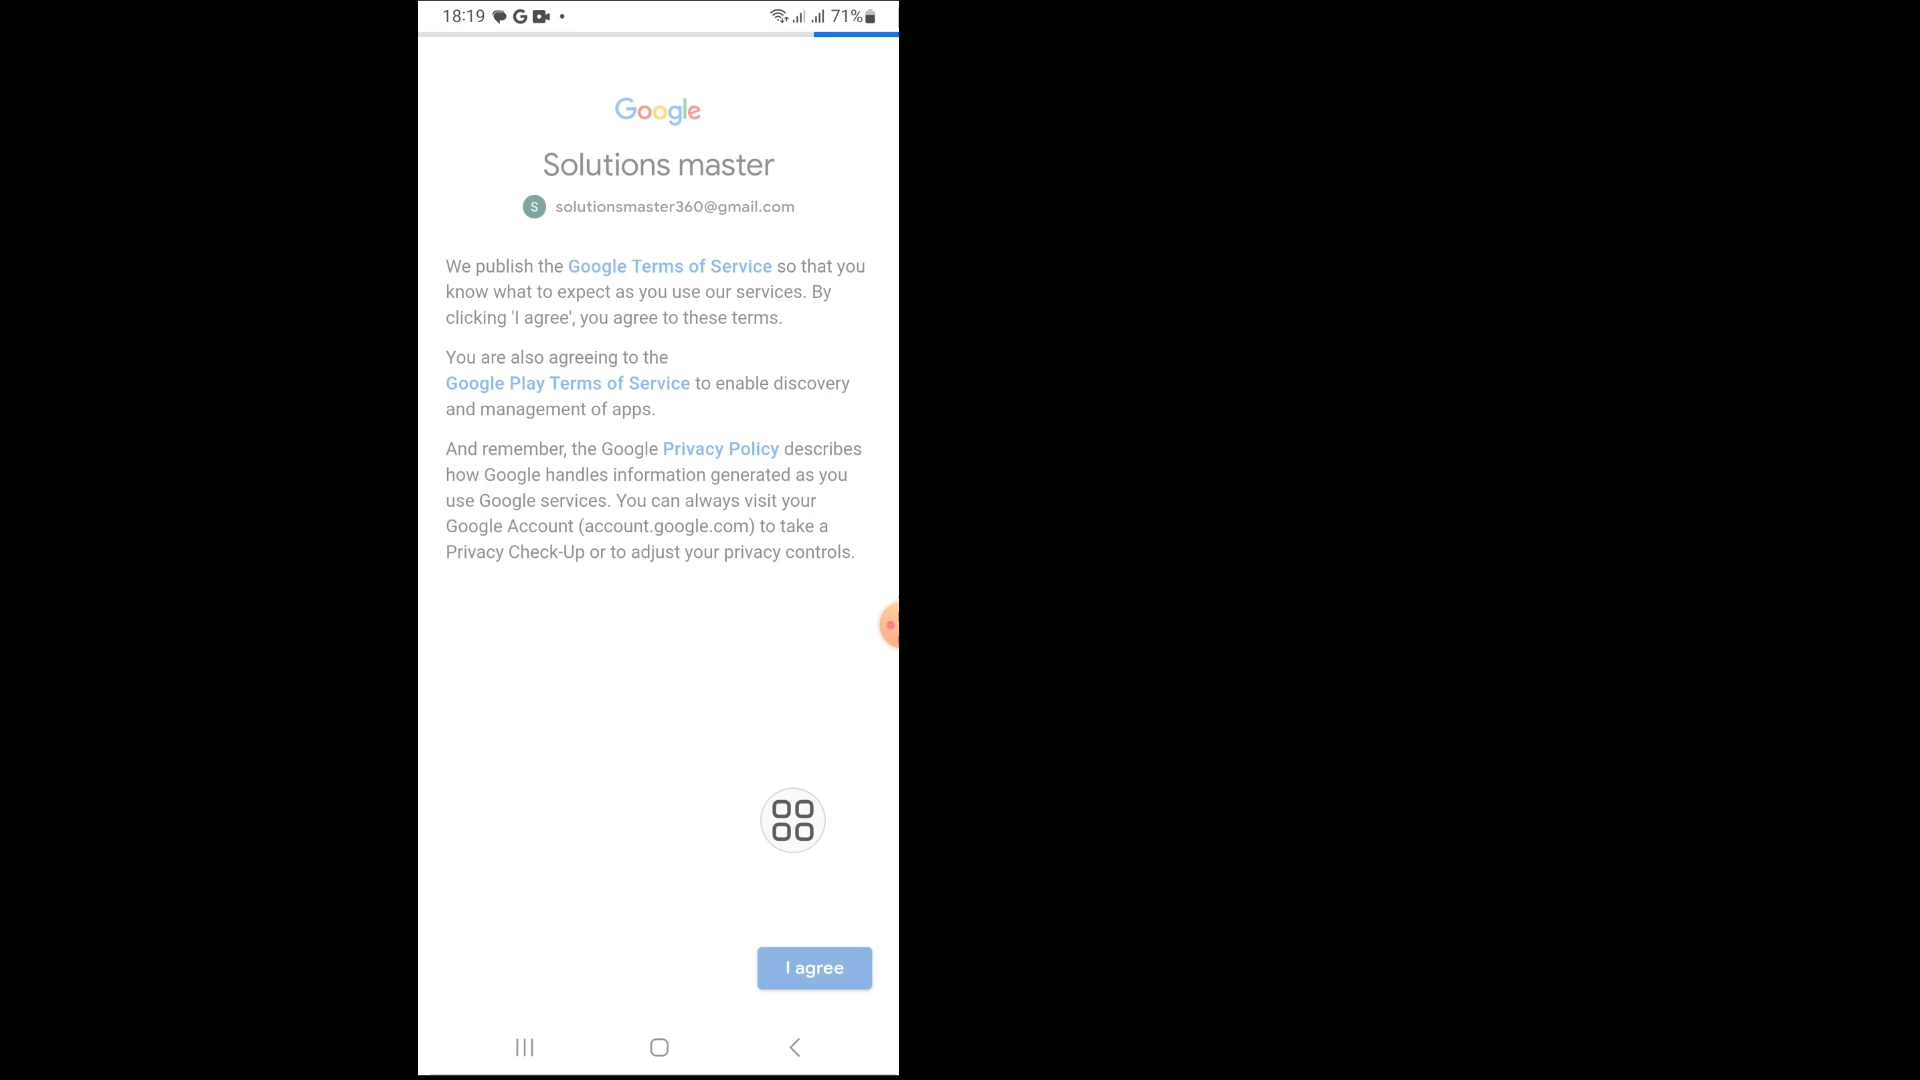 18:19 71%
Google
Solutions master
S solutionsmaster360@gmail.com
We publish the Google Terms of Service so that you
know what to expect as you use our services. By
clicking 'I agree', you agree to these terms.
You are also agreeing to the
Google Play Terms of Service to enable discovery
and management of apps.
And remember, the Google Privacy Policy describes
how Google handles information generated as you
use Google services. You can always visit your
Google Account (account.google.com) to take a
Privacy Check-Up or to adjust your privacy controls.
I agree